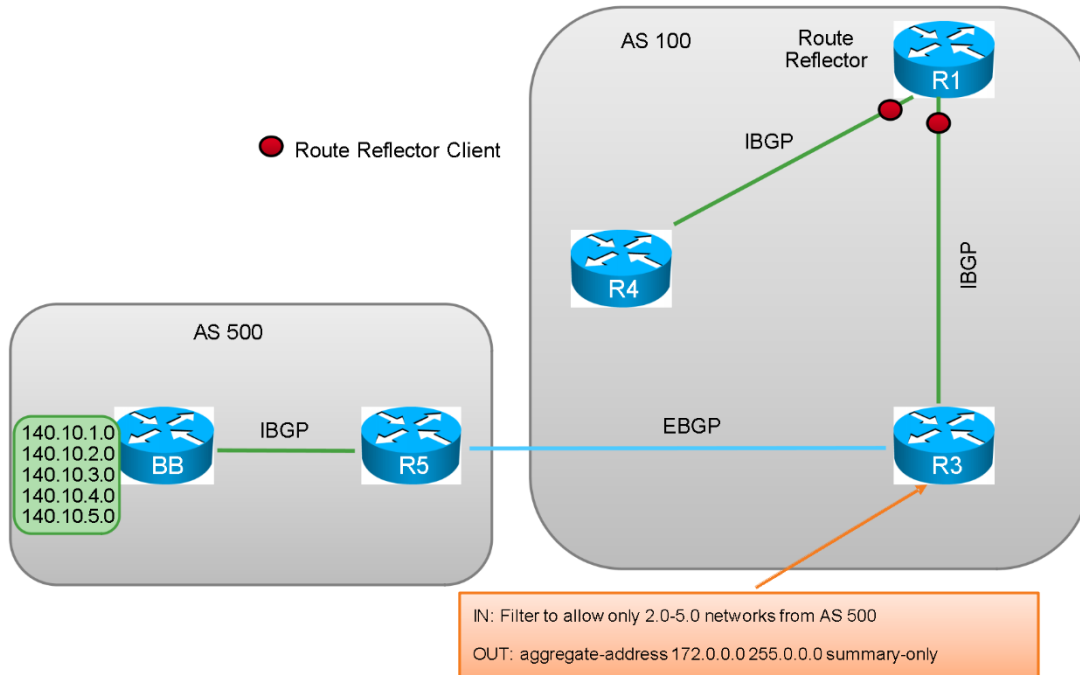 AS 100
Route
Reflector
R1
Route Reflector Client
IBGP
R4
IBGP
AS 500
140.10.1.0
140.10.2.0
140.10.3.0
140.10.4.0
140.10.5.0
BB
IBGP
R5
EBGP
R3
IN: Filter to allow only 2.0-5.0 networks from AS 500
OUT: aggregate-address 172.0.0.0 255.0.0.0 summary-only